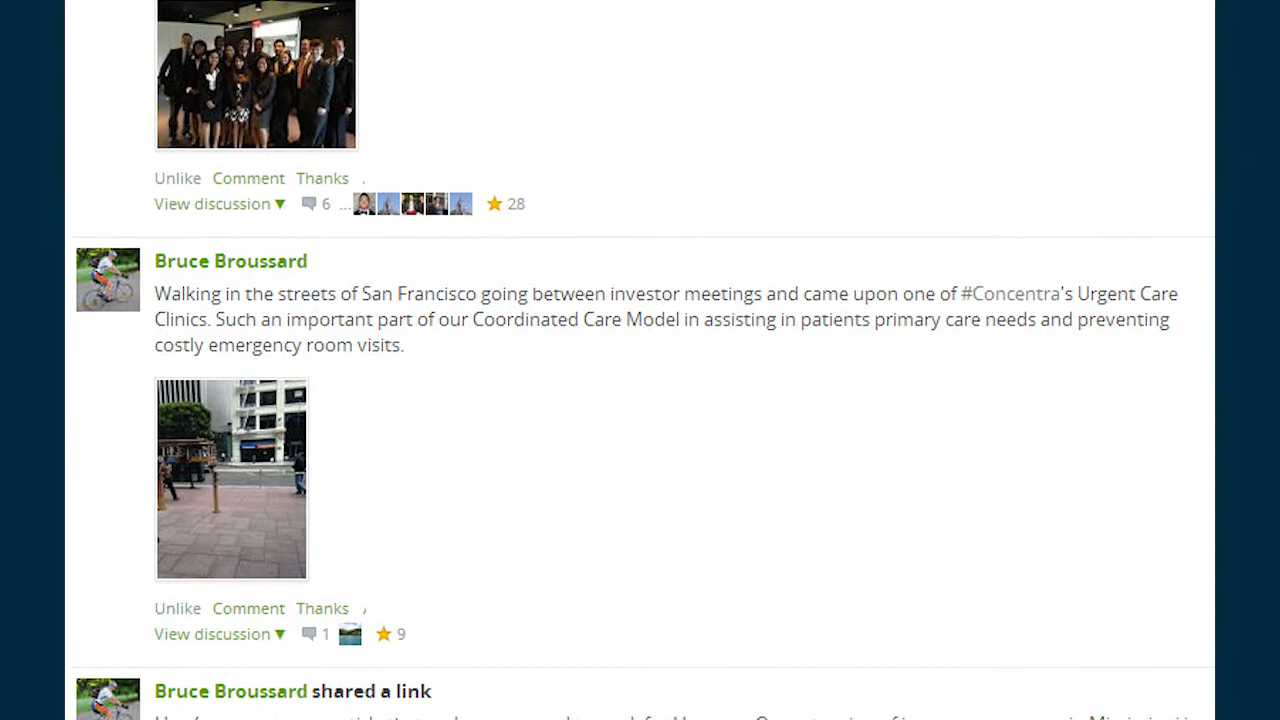 Unlike Comment Thanks
View discussion ▼ 6 ... 28
Bruce Broussard
Walking in the streets of San Francisco going between investor meetings and came upon one of #Concentra's Urgent Care
Clinics. Such an important part of our Coordinated Care Model in assisting in patients primary care needs and preventing
costly emergency room visits.
Unlike Comment Thanks
View discussion ▼ 1 9
Bruce Broussard shared a link